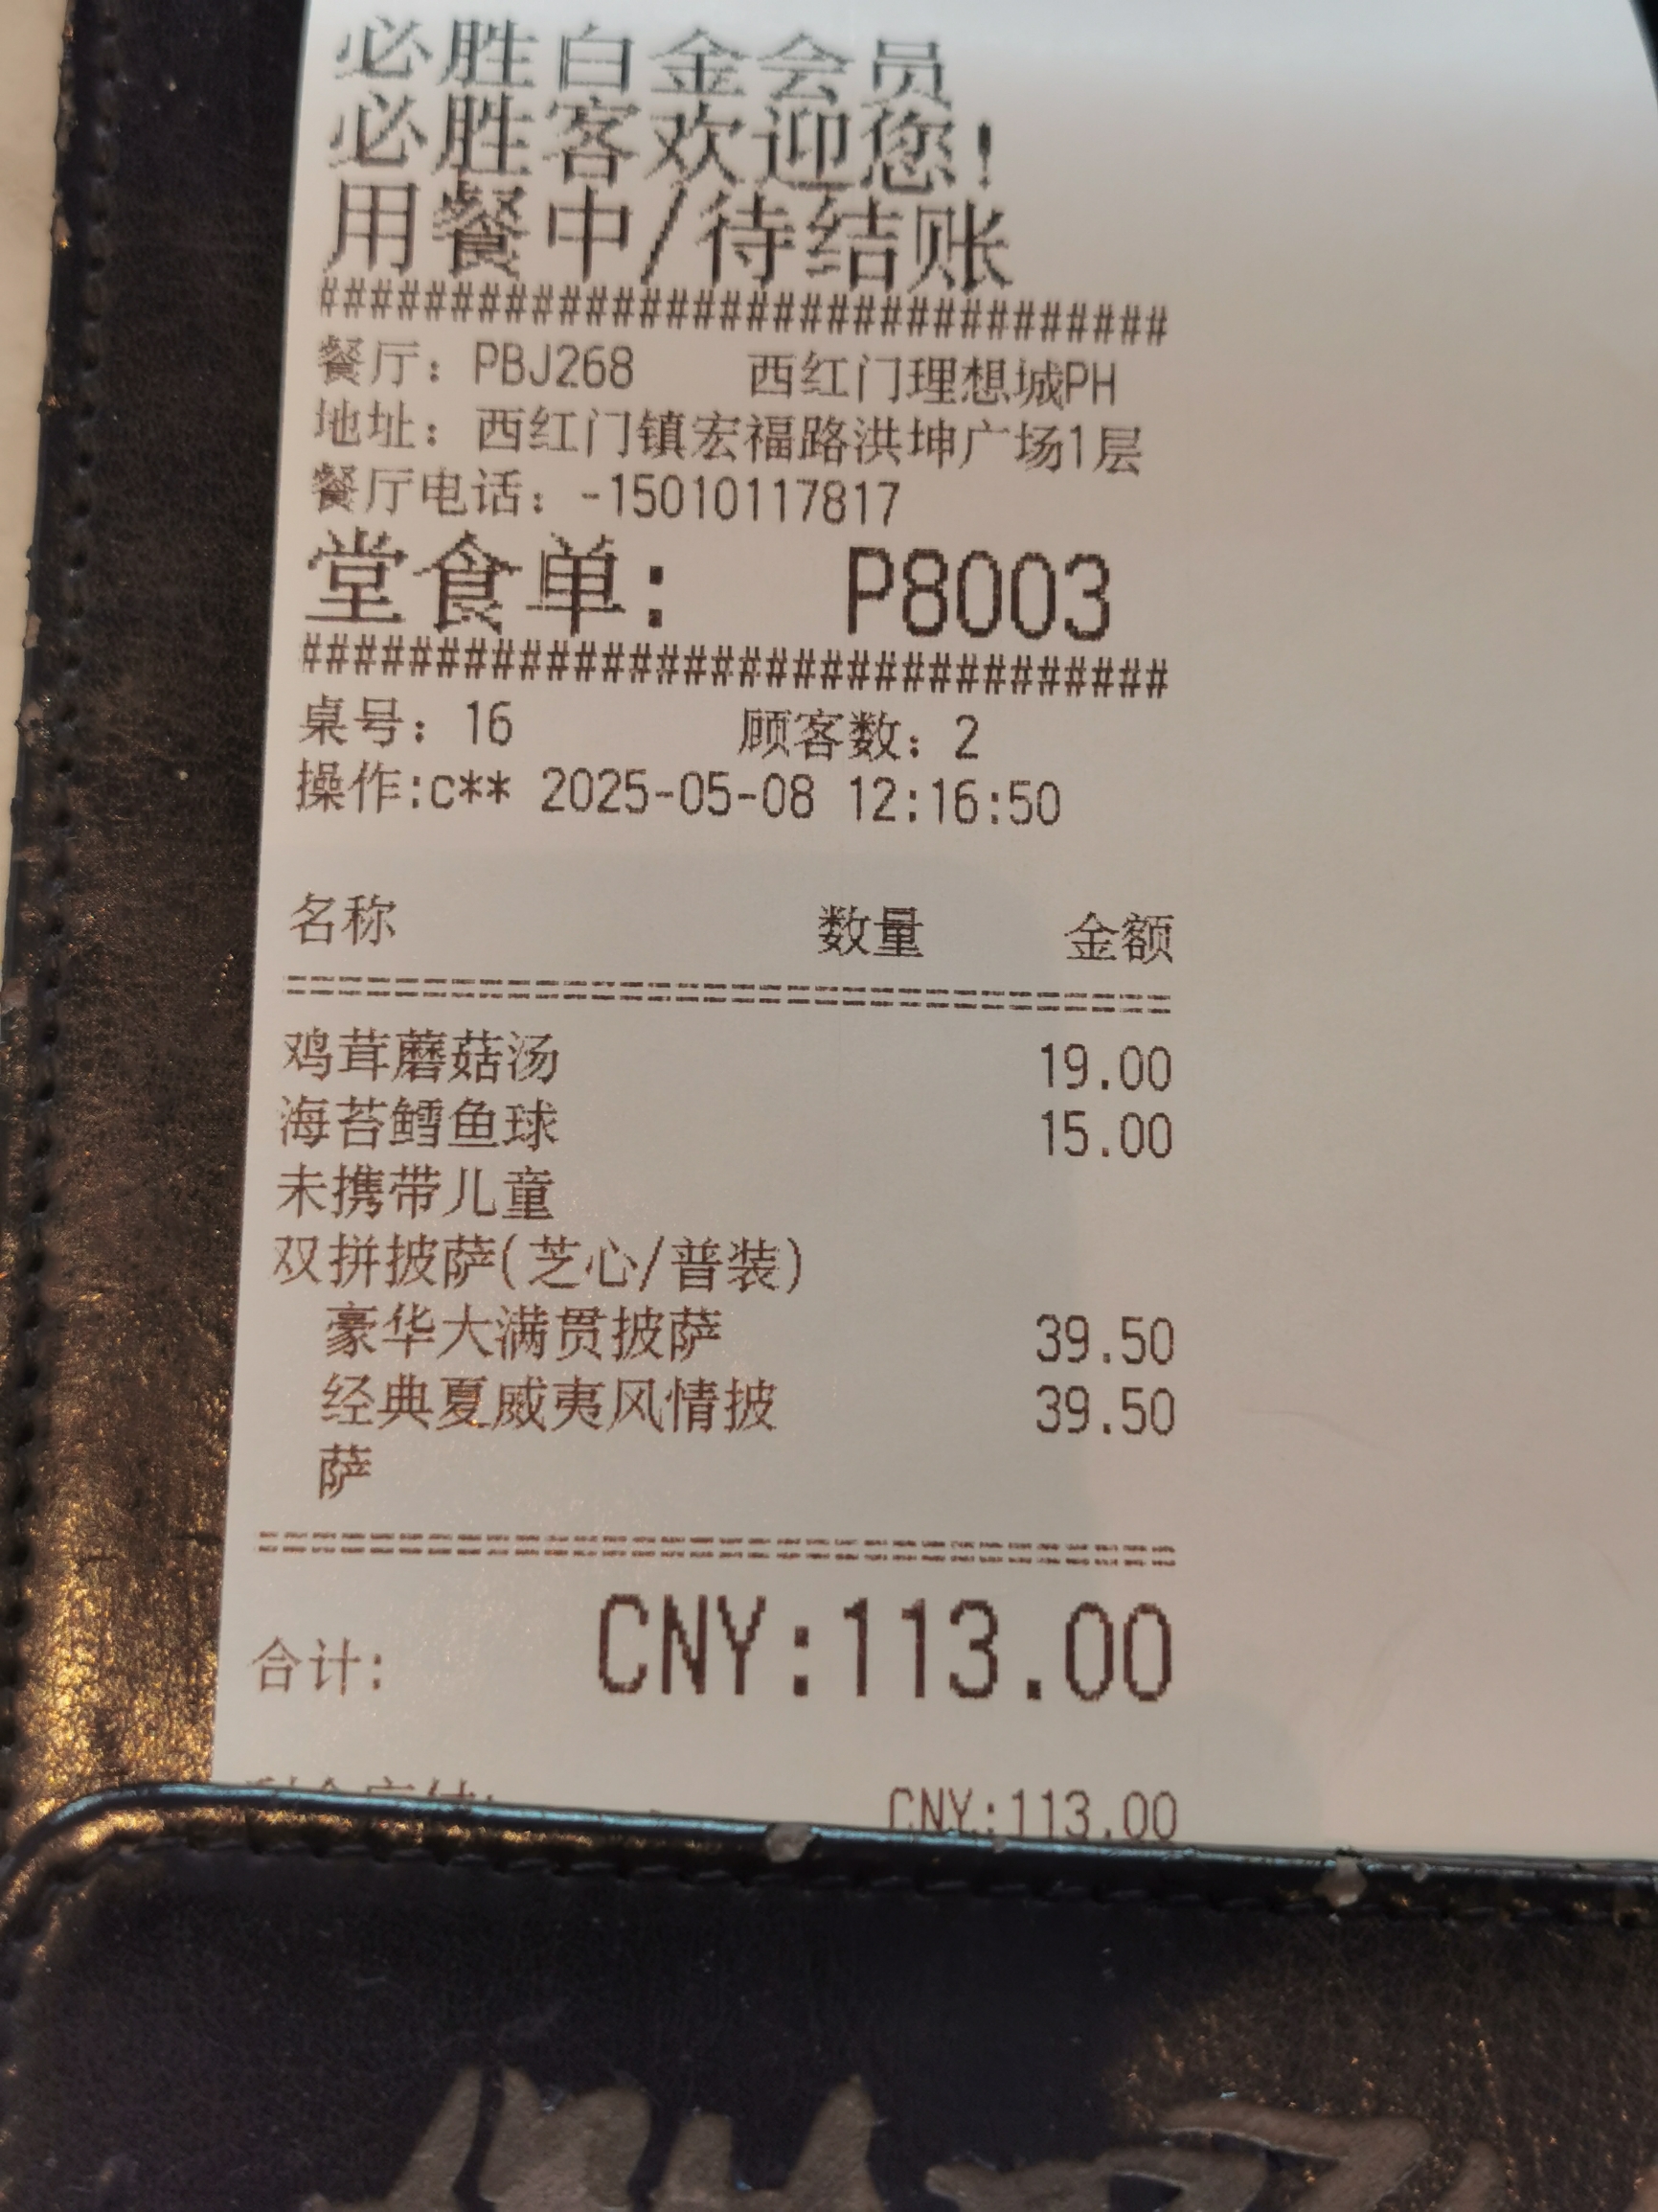 必胜白金会员
必胜客欢迎您!
用餐中/待结账
################################
餐厅: PBJ268 西红门理想城PH
地址: 西红门镇宏福路洪坤广场1层
餐厅电话: -15010117817
堂食单: P8003
################################
桌号: 16 顾客数: 2
操作:c** 2025-05-08 12:16:50
名称 数量 金额
================================
鸡茸蘑菇汤 19.00
海苔鳕鱼球 15.00
未携带儿童
双拼披萨(芝心/普装)
豪华大满贯披萨 39.50
经典夏威夷风情披 39.50
萨
================================
合计: CNY:113.00
CNY:113.00